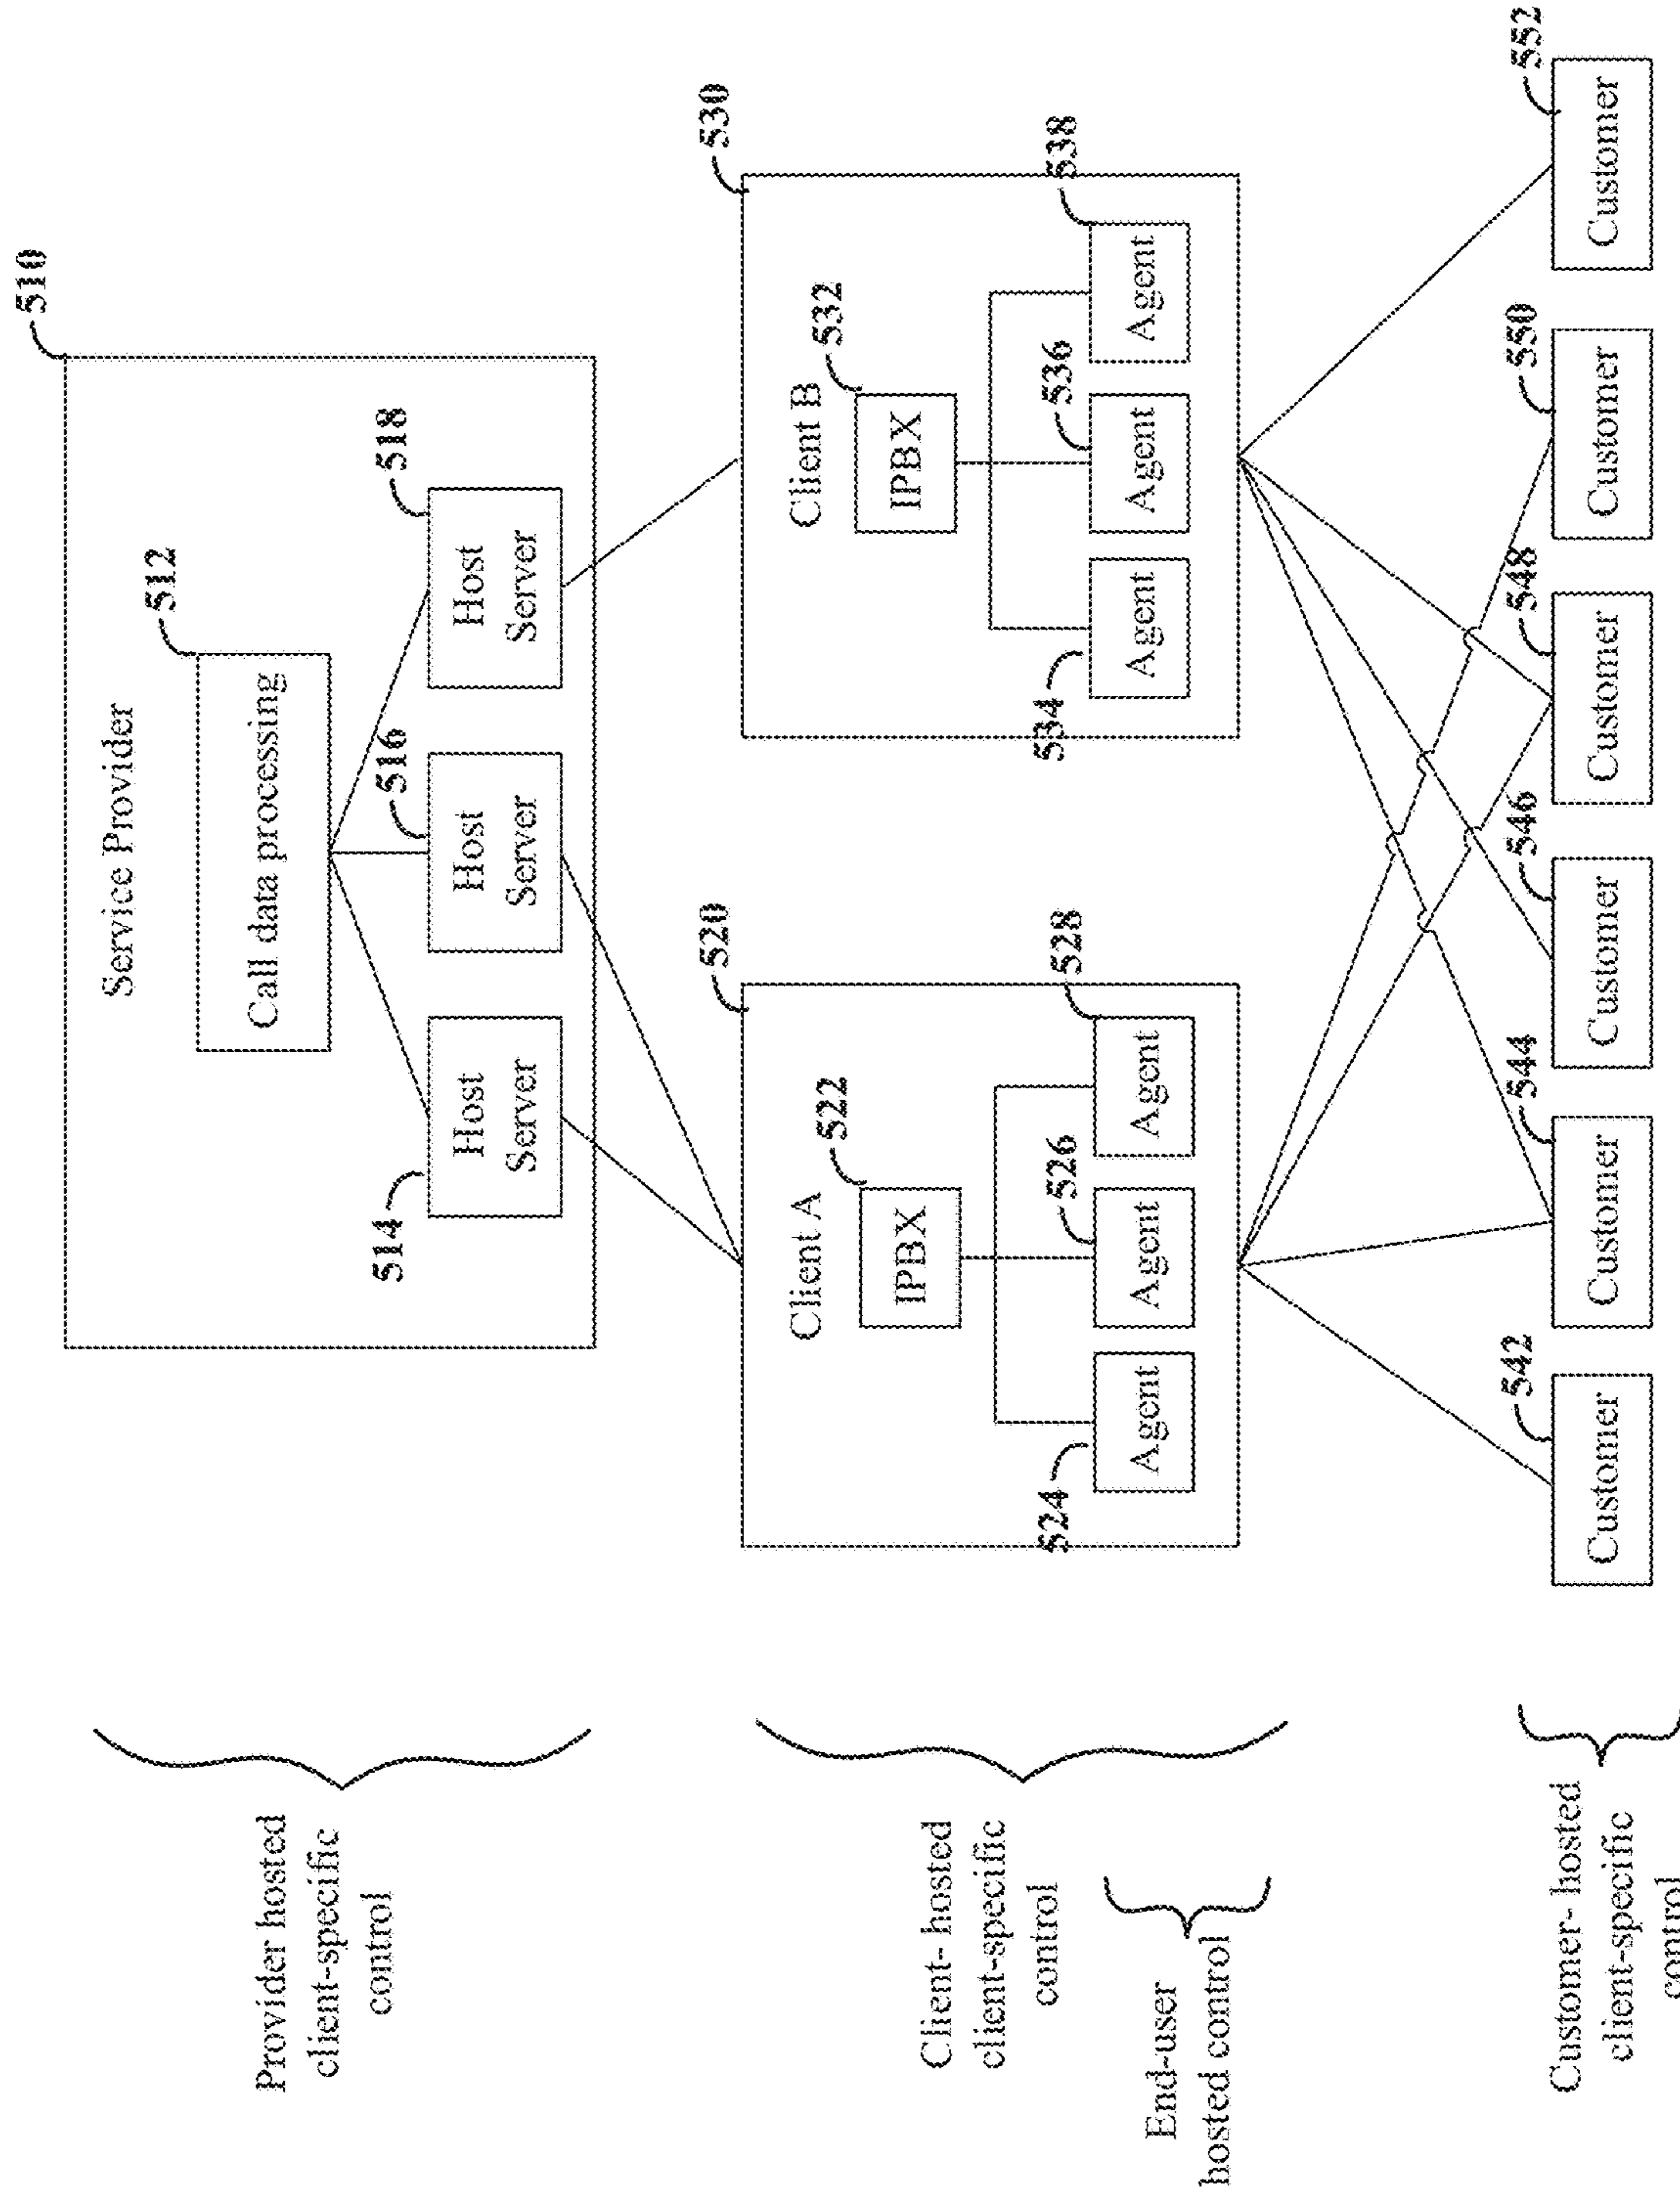 Provider hosted
client-specific
control
Service Provider
510
Call data processing
512
514
Host
Server
516
Host
Server
518
Host
Server
Client- hosted
client-specific
control
End-user
hosted control
520
Client A
522
IPBX
524
Agent
526
Agent
528
Agent
530
Client B
532
IPBX
534
Agent
536
Agent
538
Agent
Customer- hosted
client-specific
control
542
Customer
544
Customer
546
Customer
548
Customer
550
Customer
552
Customer